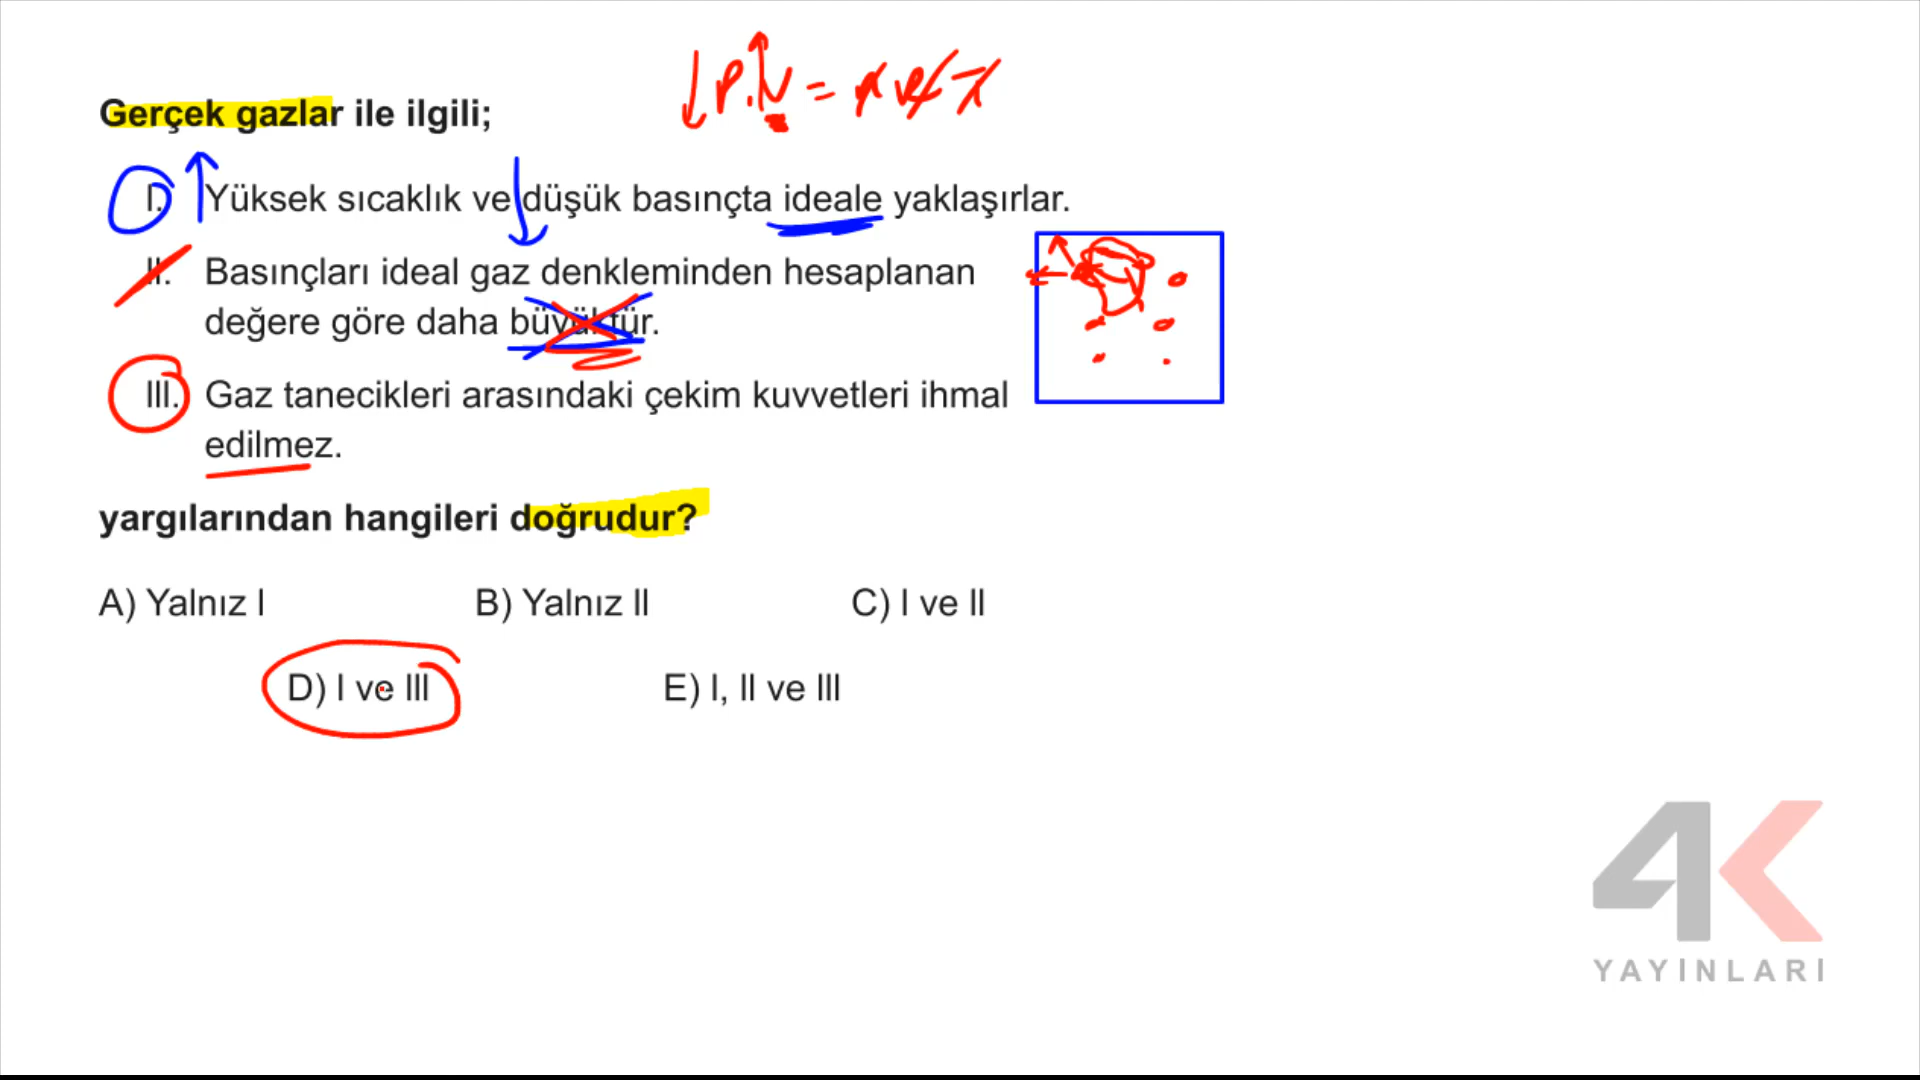 P.V = n R T
Gerçek gazlar ile ilgili;
I. Yüksek sıcaklık ve düşük basınçta ideale yaklaşırlar.
II. Basınçları ideal gaz denkleminden hesaplanan
değere göre daha büyüktür.
III. Gaz tanecikleri arasındaki çekim kuvvetleri ihmal
edilmez.
yargılarından hangileri doğrudur?
A) Yalnız I B) Yalnız II C) I ve II
D) I ve III E) I, II ve III
4K
YAYINLARI